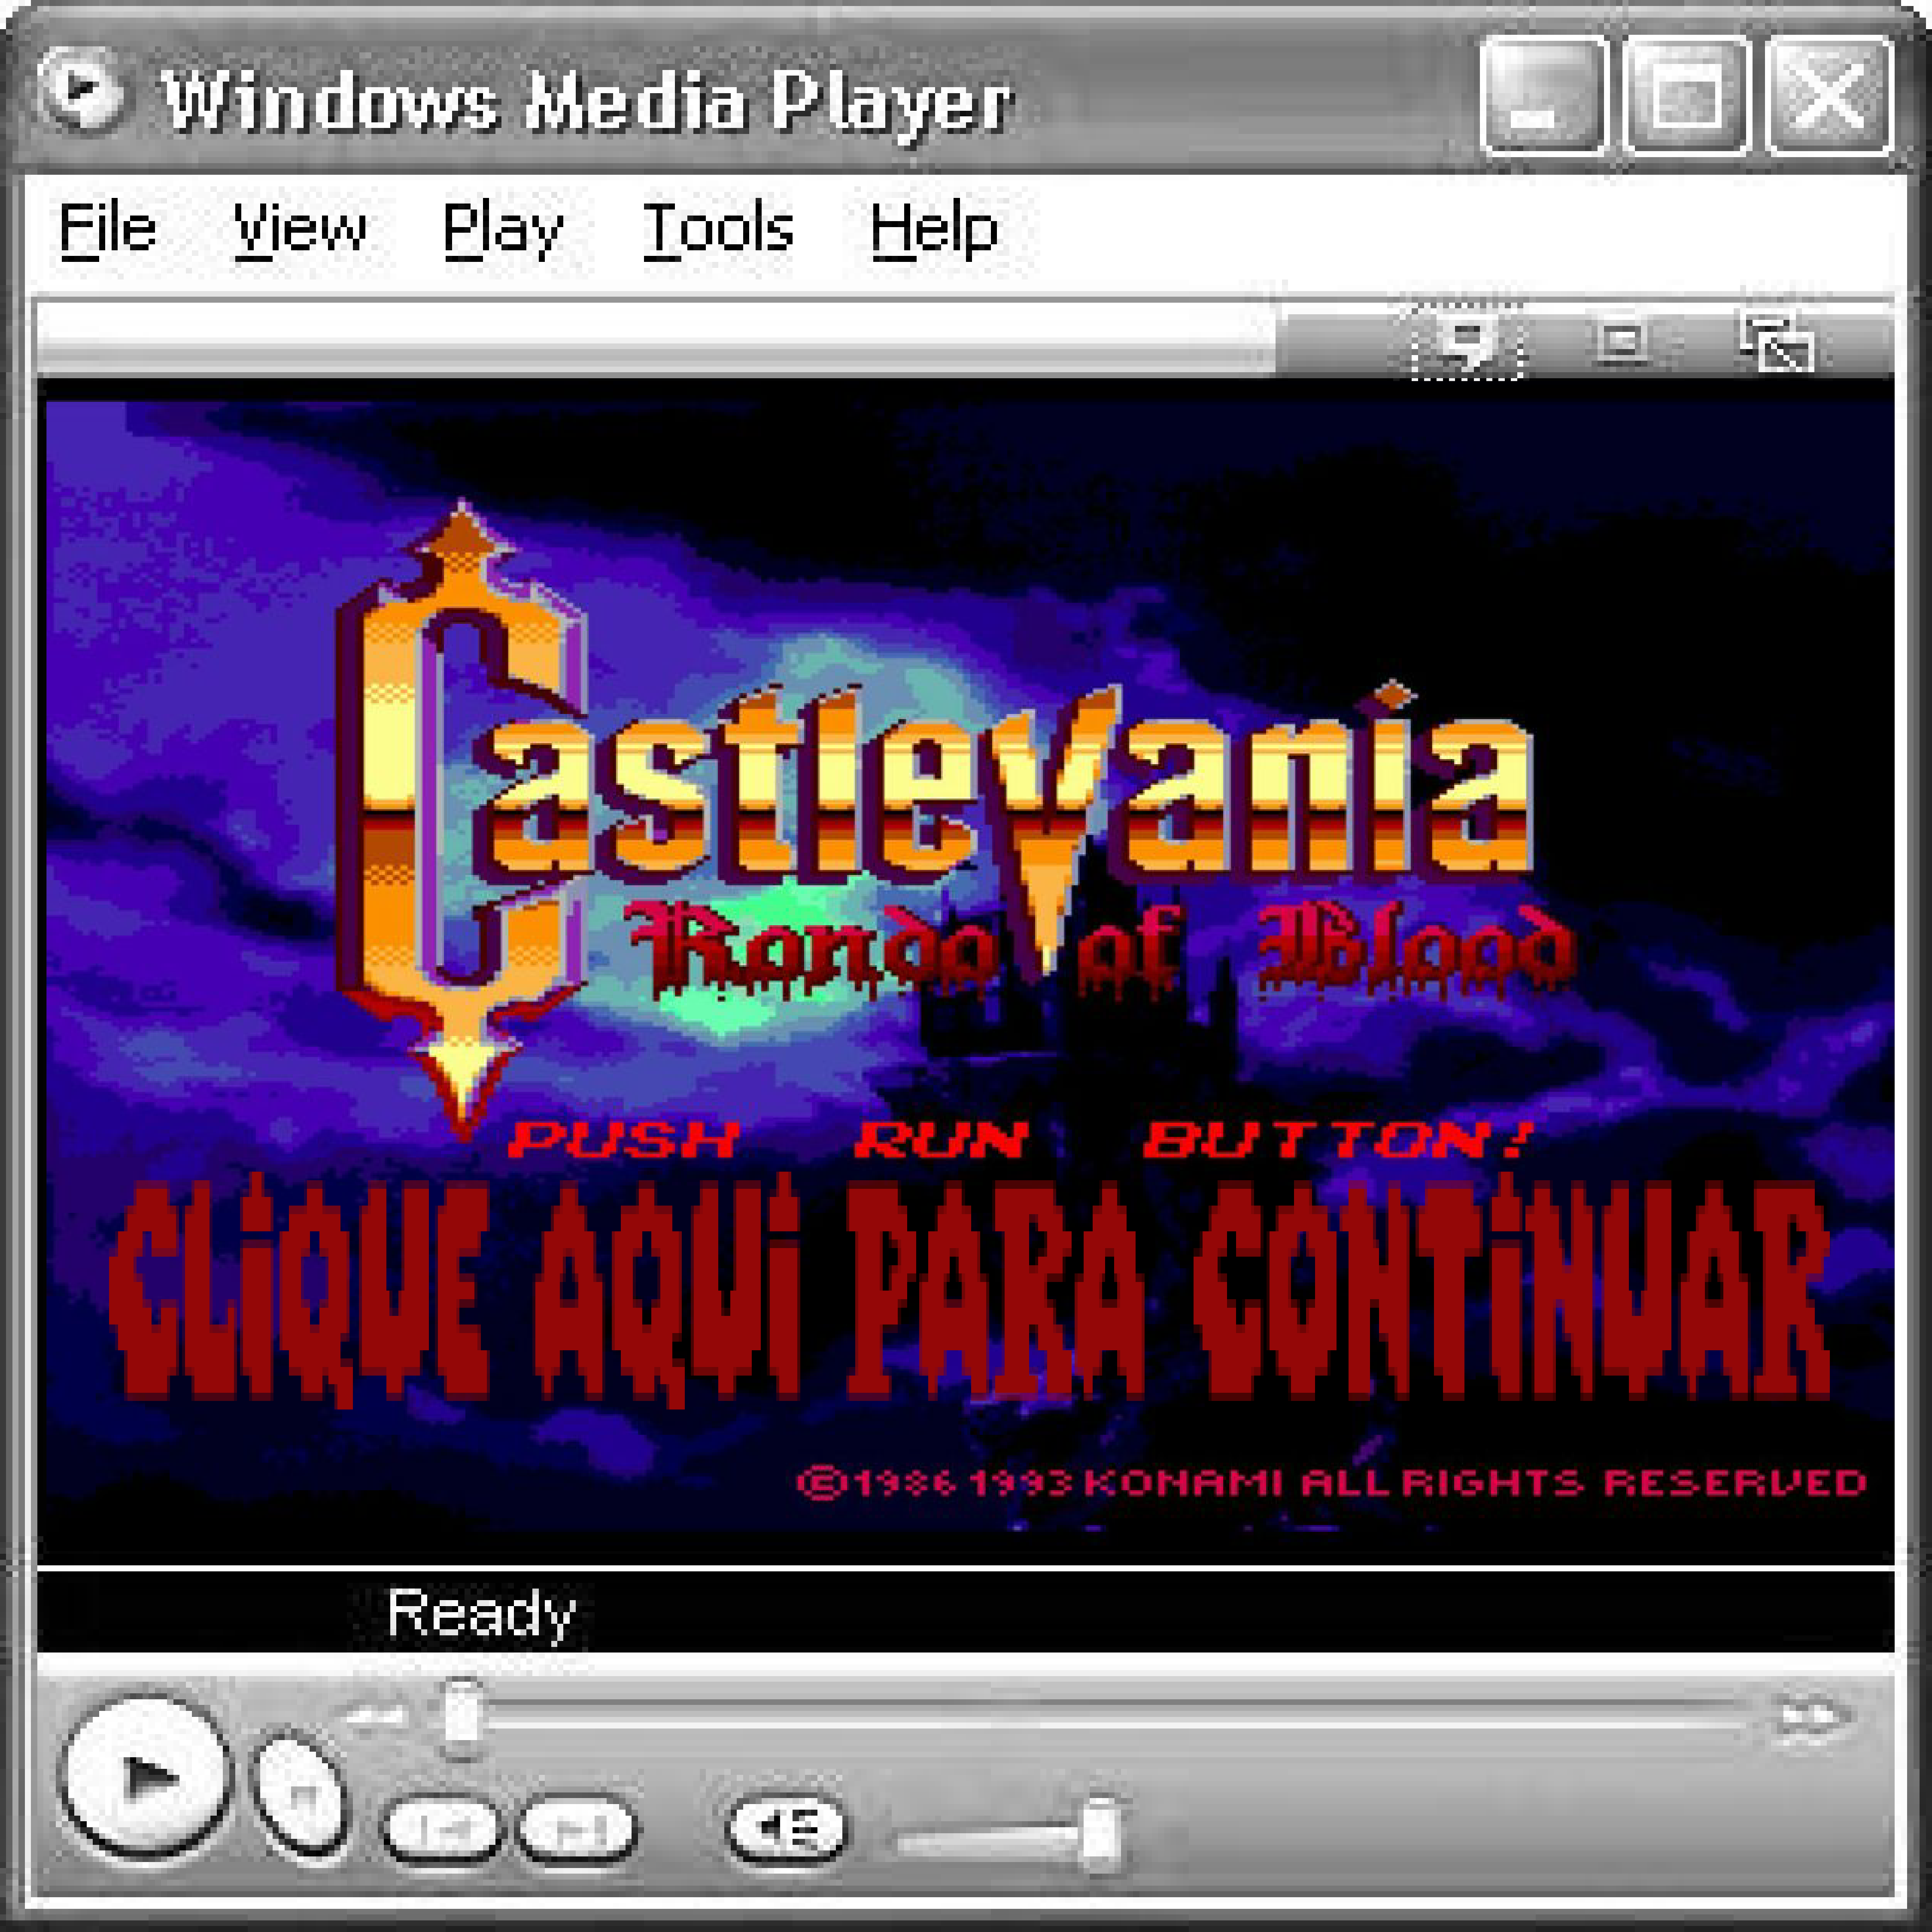 Windows Media Player
File View Play Tools Help
Castlevania
Rondo of Blood
PUSH RUN BUTTON!
CLiQUE AQUi PARA CONTiNUAR
©1986 1993 KONAMI ALL RIGHTS RESERVED
Ready